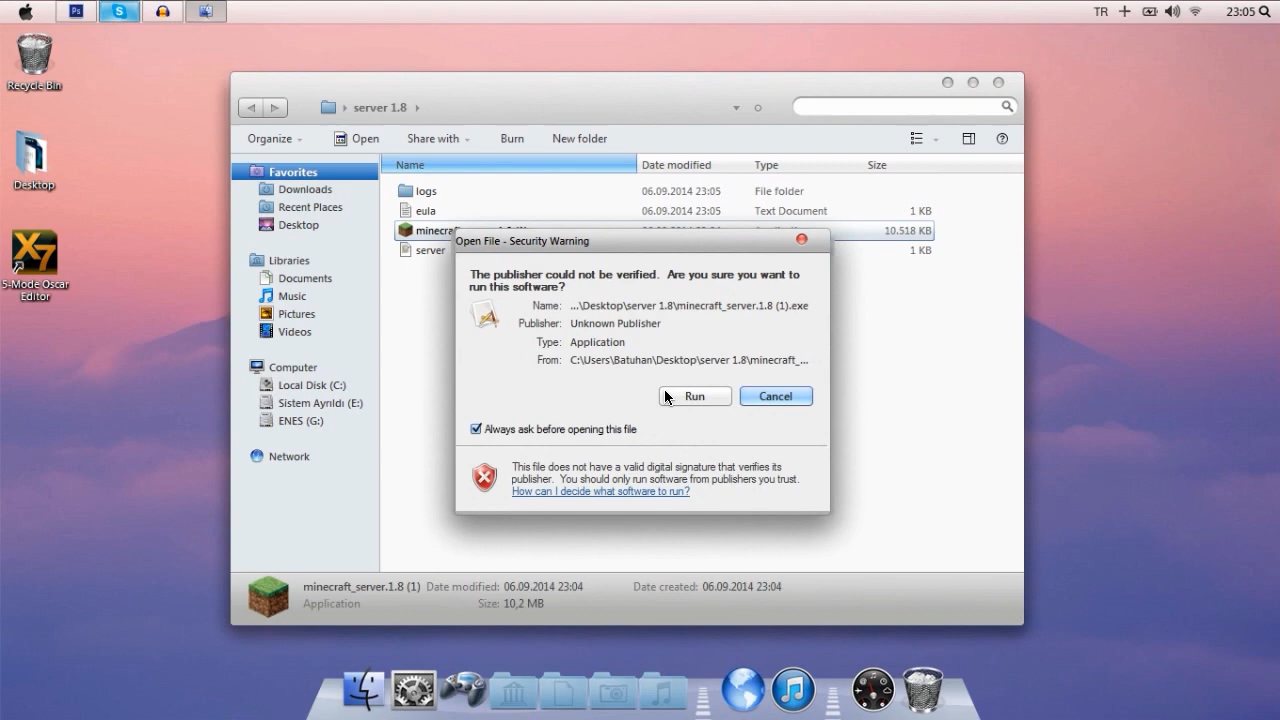 Ps
TR
23:05
Recycle Bin
Desktop
X7
5-Mode Oscar
Editor
server 1.8
Organize
Open
Share with
Burn
New folder
Name
Date modified
Type
Size
Favorites
Downloads
Recent Places
Desktop
Libraries
Documents
Music
Pictures
Videos
Computer
Local Disk (C:)
Sistem Ayrıldı (E:)
ENES (G:)
Network
logs
06.09.2014 23:05
File folder
eula
06.09.2014 23:05
Text Document
1 KB
10.518 KB
server
1 KB
Open File - Security Warning
The publisher could not be verified. Are you sure you want to
run this software?
Name: ...\Desktop\server 1.8\minecraft_server.1.8 (1).exe
Publisher: Unknown Publisher
Type: Application
From: C:\Users\Batuhan\Desktop\server 1.8\minecraft_...
Run
Cancel
Always ask before opening this file
This file does not have a valid digital signature that verifies its
publisher. You should only run software from publishers you trust.
How can I decide what software to run?
minecraft_server.1.8 (1)
Date modified: 06.09.2014 23:04
Date created: 06.09.2014 23:04
Application
Size: 10,2 MB